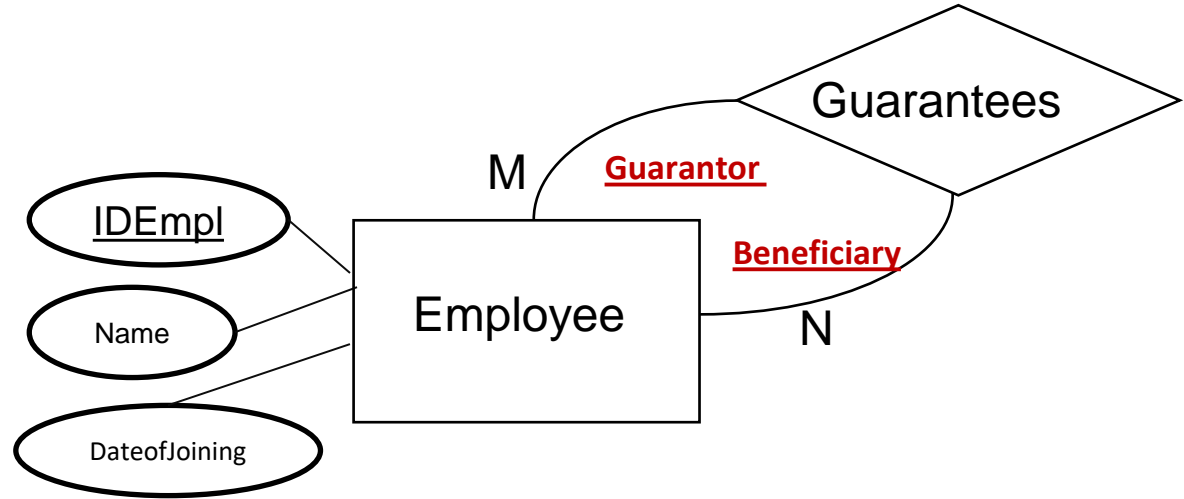 Guarantees
M
Guarantor
IDEmpl
Beneficiary
Employee
N
Name
DateofJoining